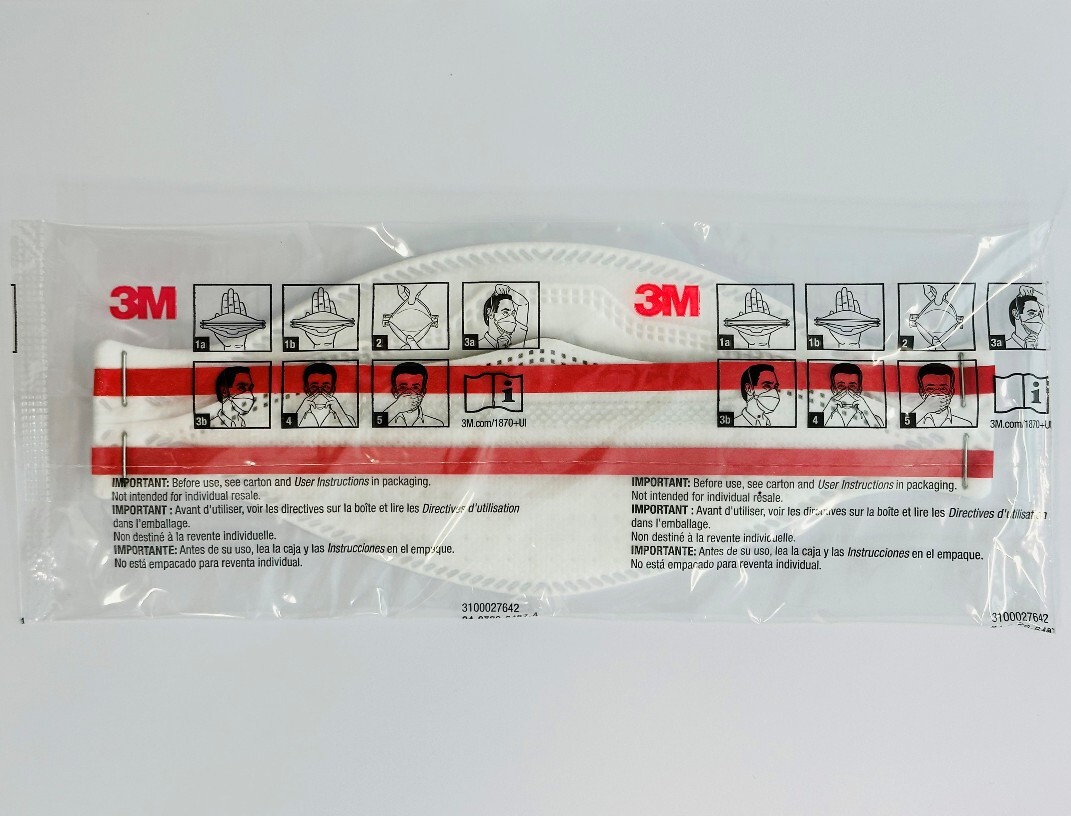 3M
1a
1b
2
3a
3b
4
5
3M.com/1870+UI
IMPORTANT: Before use, see carton and User Instructions in packaging.
Not intended for individual resale.
IMPORTANT : Avant d'utiliser, voir les directives sur la boîte et lire les Directives d'utilisation
dans l'emballage.
Non destiné à la revente individuelle.
IMPORTANTE: Antes de su uso, lea la caja y las Instrucciones en el empaque.
No está empacado para reventa individual.
3100027642
3M
1a
1b
2
3a
3b
4
5
3M.com/1870+UI
IMPORTANT: Before use, see carton and User Instructions in packaging.
Not intended for individual resale.
IMPORTANT : Avant d'utiliser, voir les directives sur la boîte et lire les Directives d'utilisation
dans l'emballage.
Non destiné à la revente individuelle.
IMPORTANTE: Antes de su uso, lea la caja y las Instrucciones en el empaque.
No está empacado para reventa individual.
3100027642